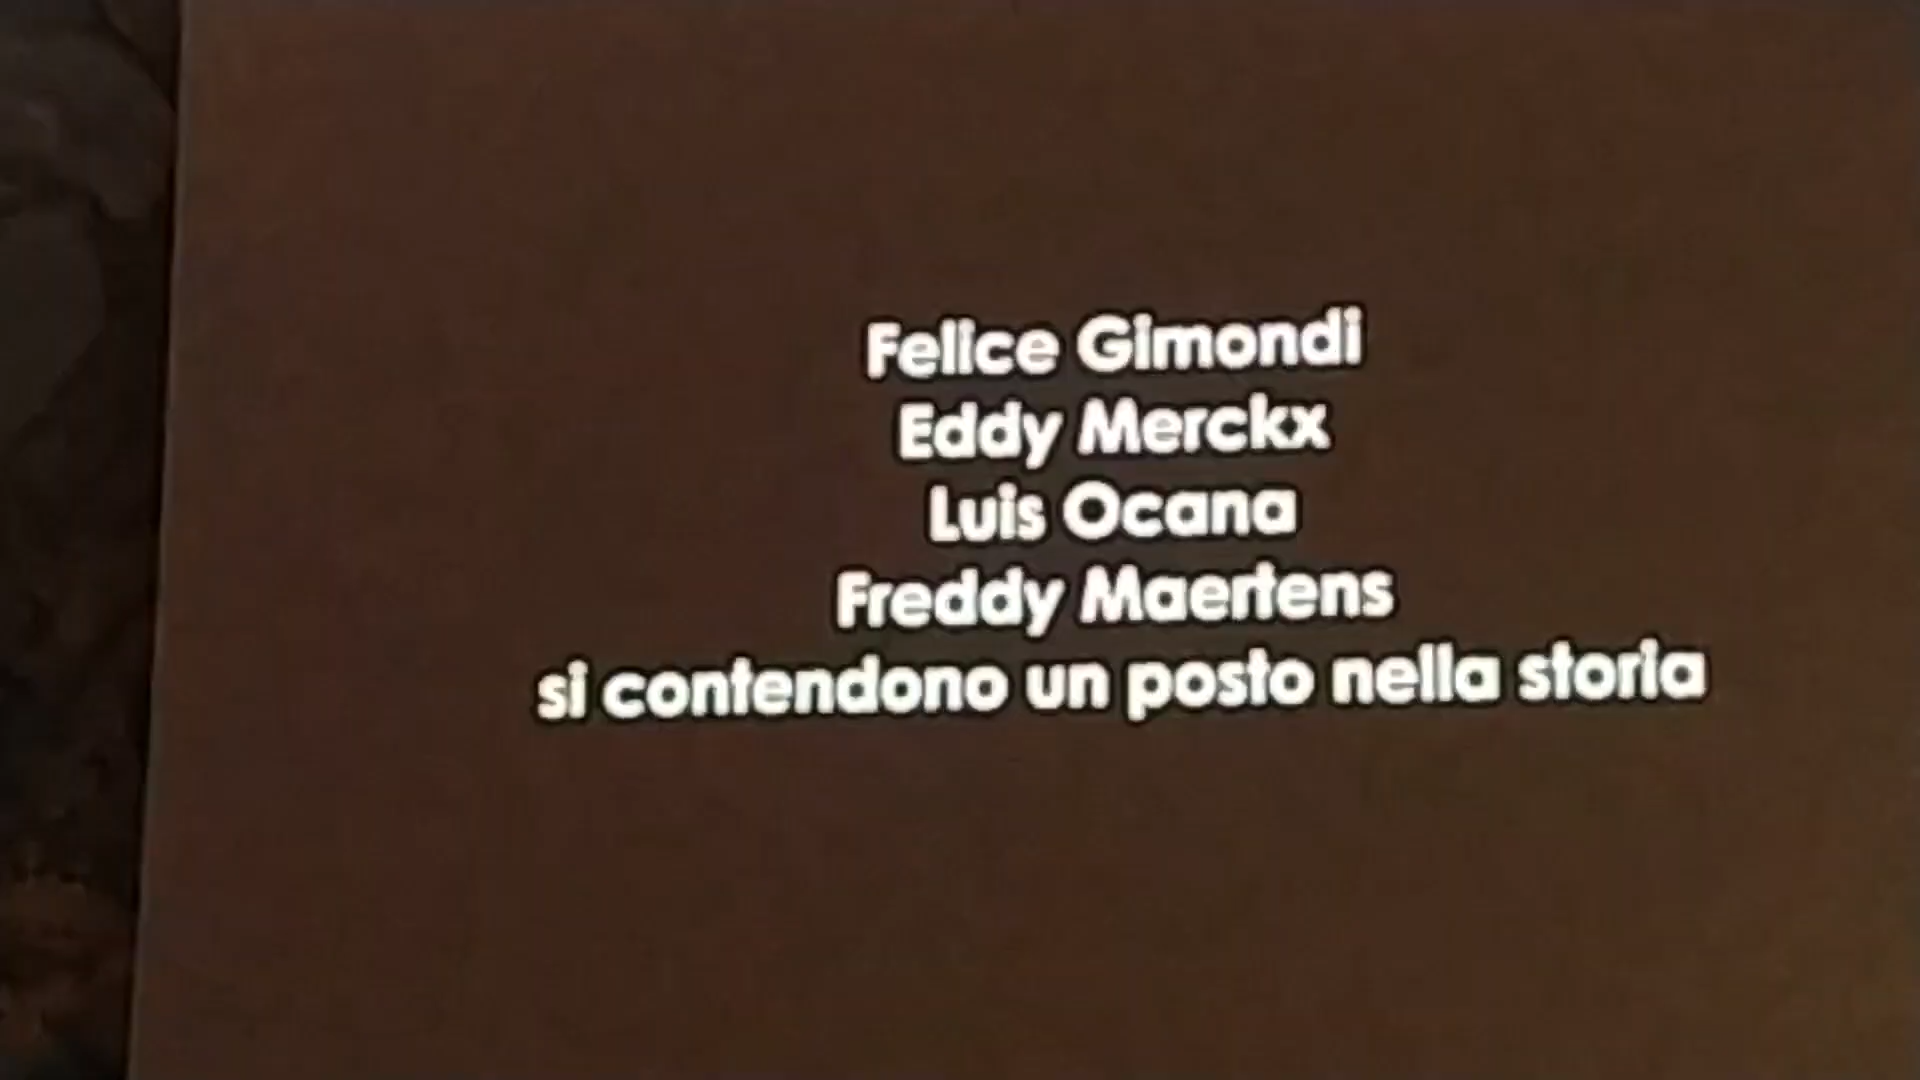 Felice Gimondi
Eddy Merckx
Luis Ocana
Freddy Maertens
si contendono un posto nella storia